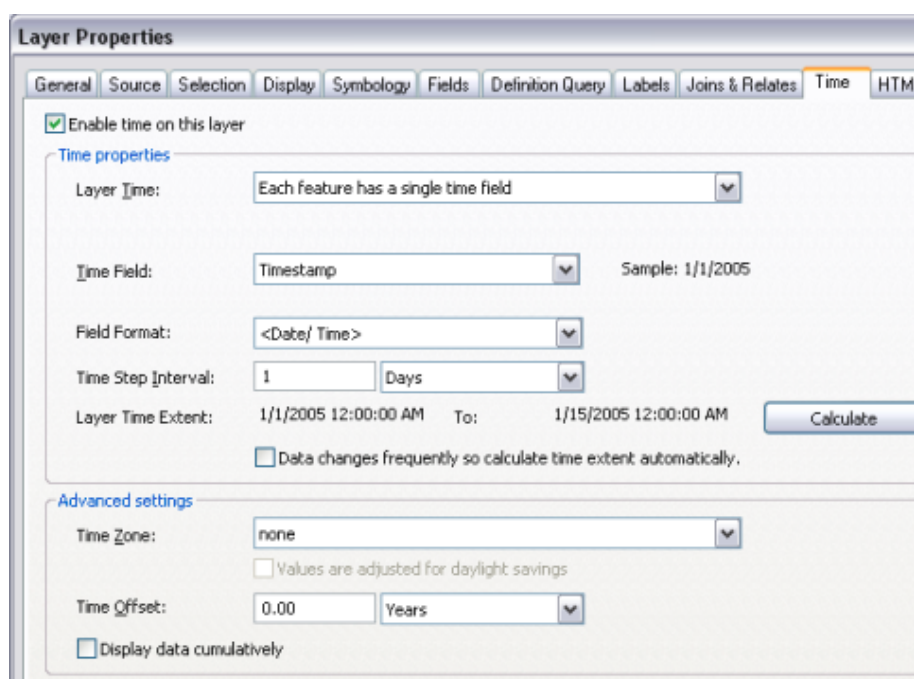 Layer Properties
General Source Selection Display Symbology Fields Definition Query Labels Joins & Relates Time HTM
Enable time on this layer
Time properties
Layer Time: Each feature has a single time field
Time Field: Timestamp Sample: 1/1/2005
Field Format: <Date/ Time>
Time Step Interval: 1 Days
Layer Time Extent: 1/1/2005 12:00:00 AM To: 1/15/2005 12:00:00 AM Calculate
Data changes frequently so calculate time extent automatically.
Advanced settings
Time Zone: none
Values are adjusted for daylight savings
Time Offset: 0.00 Years
Display data cumulatively